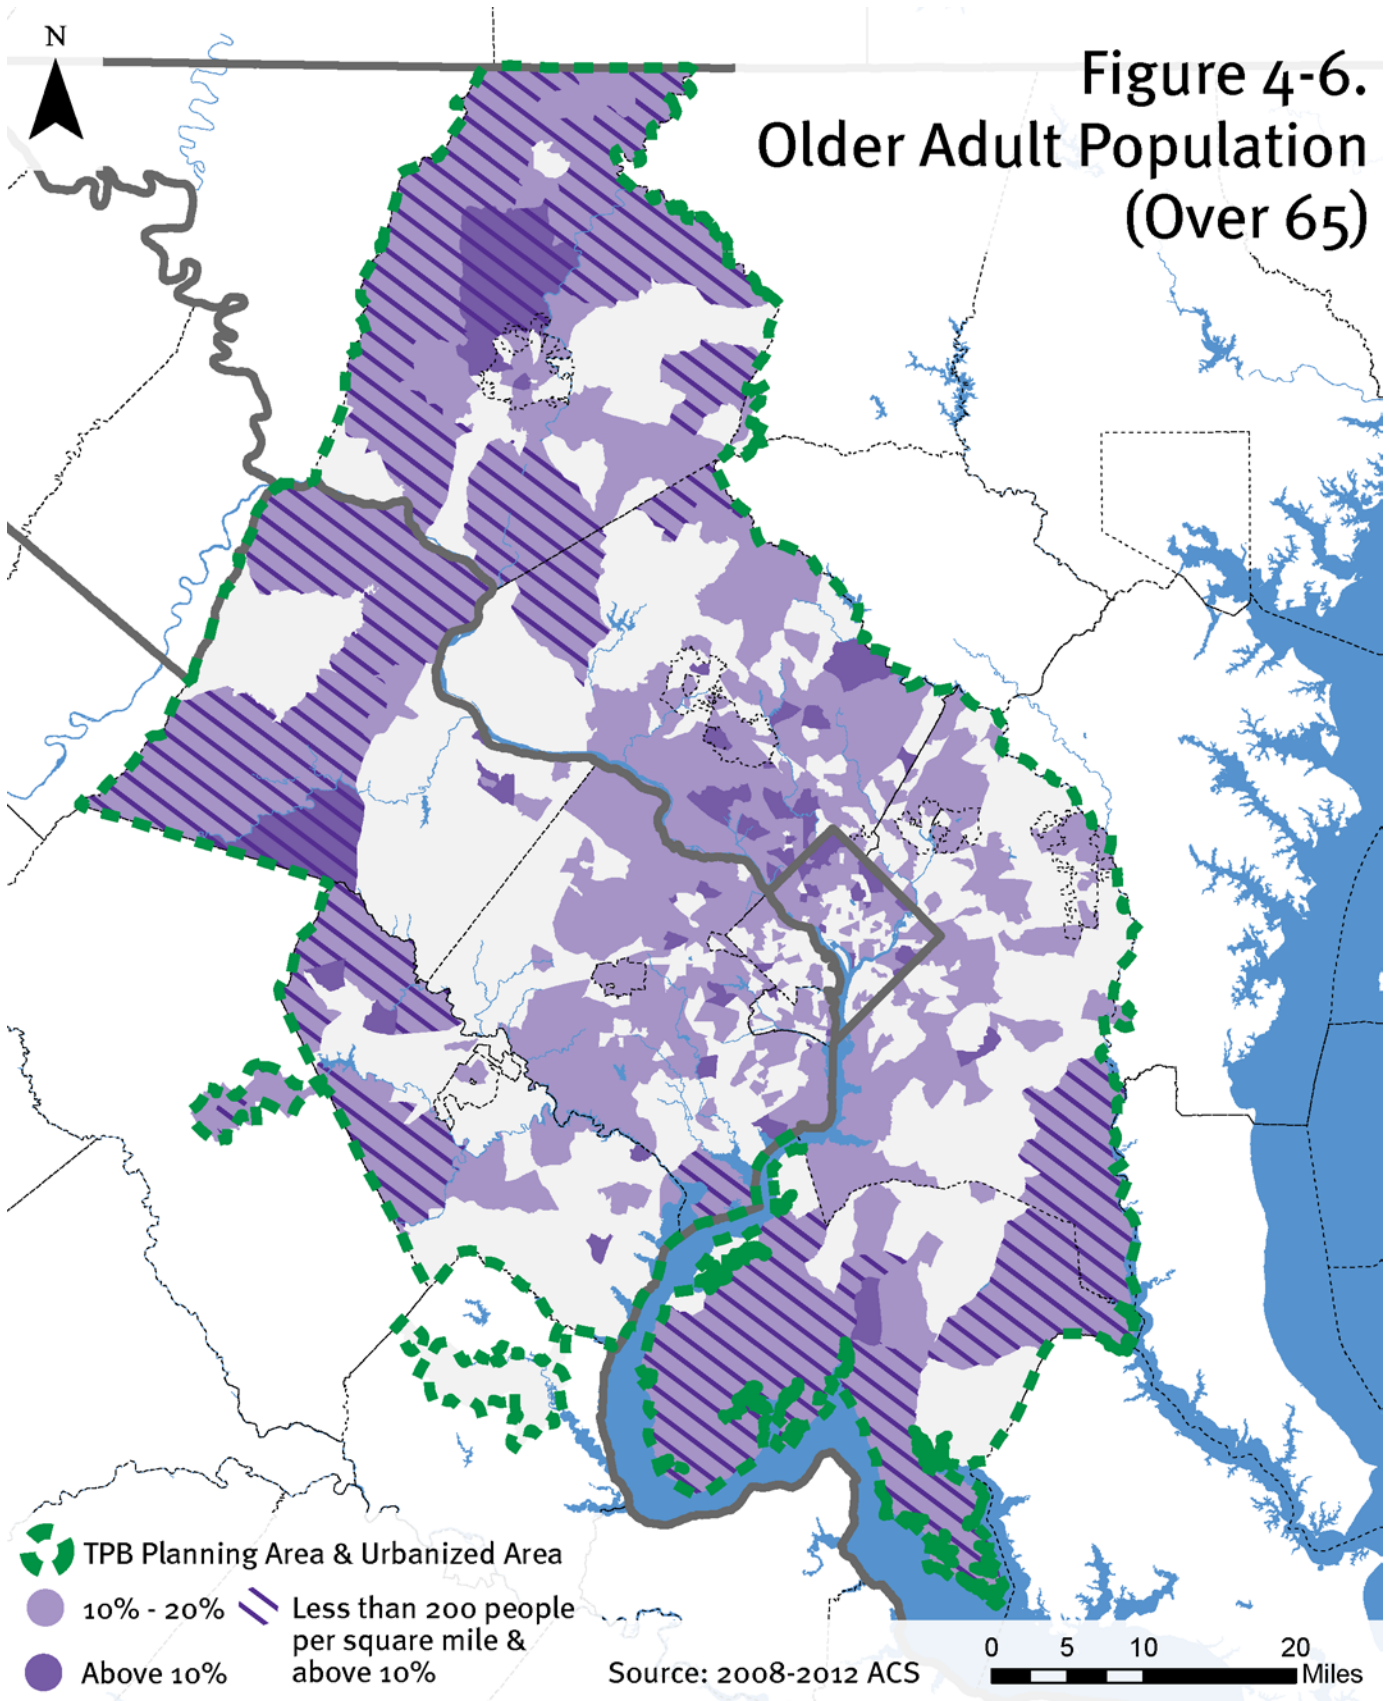 N
Figure 4-6.
Older Adult Population
(Over 65)
TPB Planning Area & Urbanized Area
10% - 20%
Less than 200 people
per square mile &
above 10%
Above 10%
Source: 2008-2012 ACS
0 5 10 20
Miles